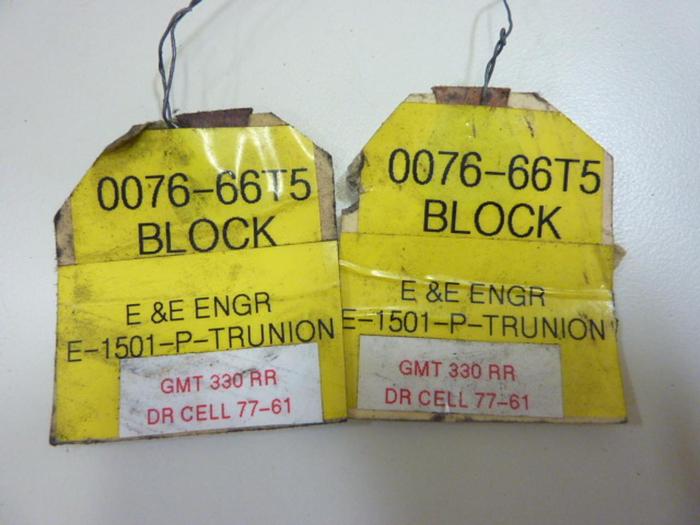 0076-66T5
BLOCK
E &E ENGR
E-1501-P-TRUNION
GMT 330 RR
DR CELL 77-61
0076-66T5
BLOCK
E &E ENGR
E-1501-P-TRUNION
GMT 330 RR
DR CELL 77-61